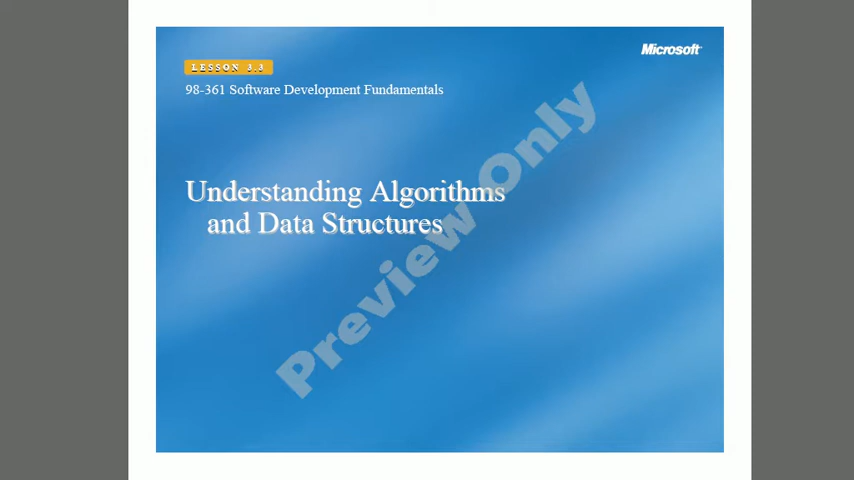 Microsoft
LESSON 3.3
98-361 Software Development Fundamentals
Understanding Algorithms
and Data Structures
Preview Only